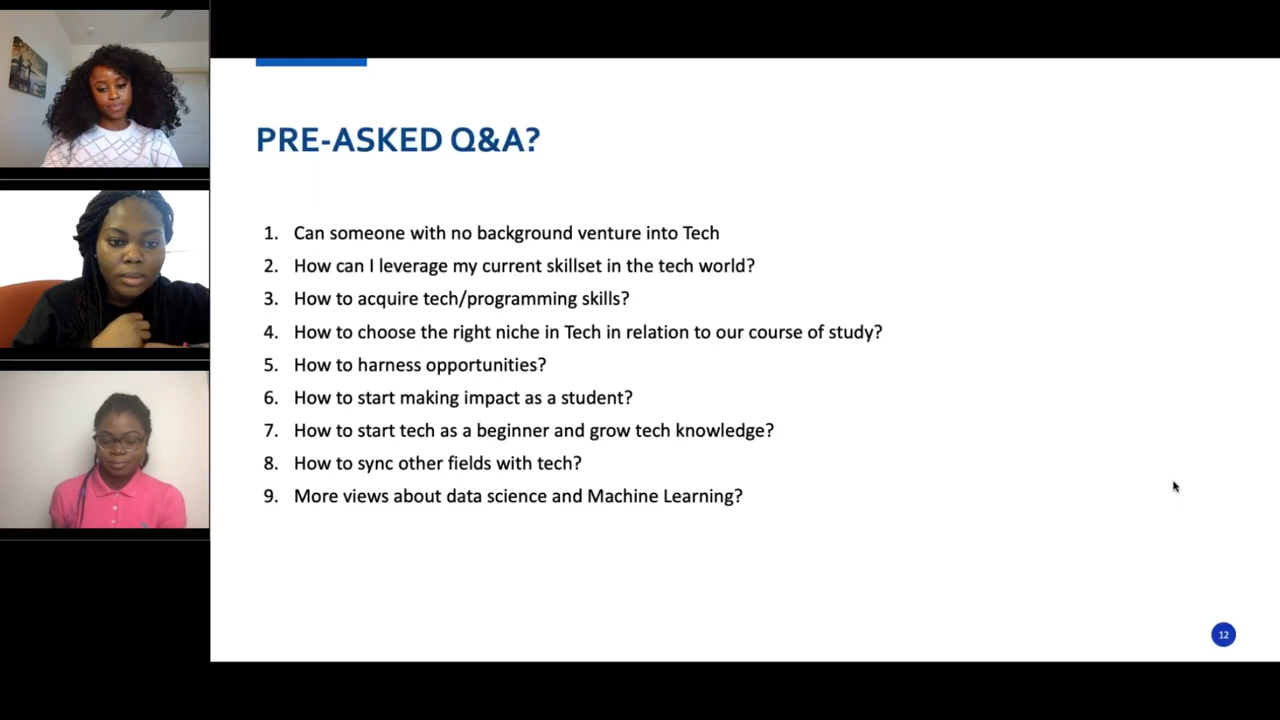 PRE-ASKED Q&A?
1. Can someone with no background venture into Tech
2. How can I leverage my current skillset in the tech world?
3. How to acquire tech/programming skills?
4. How to choose the right niche in Tech in relation to our course of study?
5. How to harness opportunities?
6. How to start making impact as a student?
7. How to start tech as a beginner and grow tech knowledge?
8. How to sync other fields with tech?
9. More views about data science and Machine Learning?
12